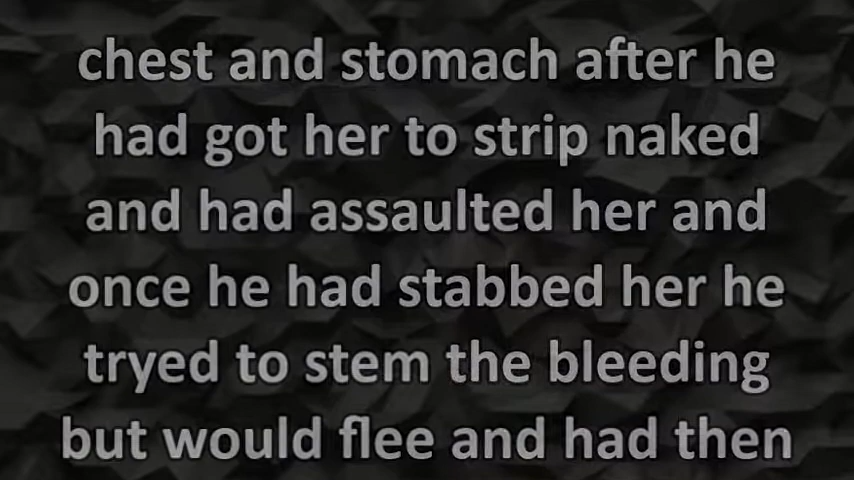 chest and stomach after he
had got her to strip naked
and had assaulted her and
once he had stabbed her he
tryed to stem the bleeding
but would flee and had then